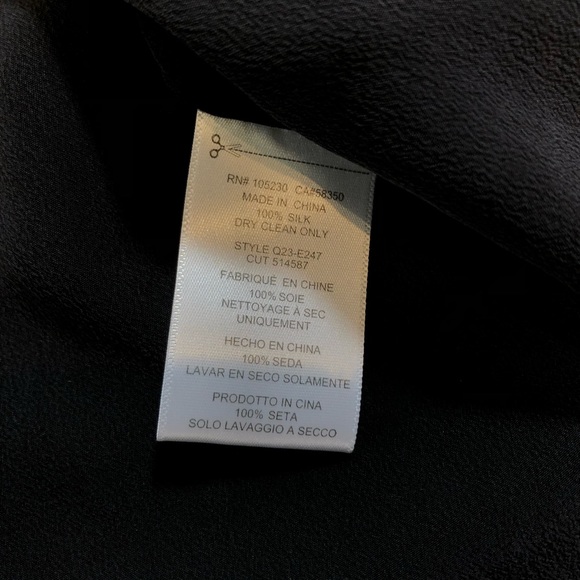 RN# 105230 CA#58350
MADE IN CHINA
100% SILK
DRY CLEAN ONLY
STYLE Q23-E247
CUT 514587
FABRIQUÉ EN CHINE
100% SOIE
NETTOYAGE A SEC
UNIQUEMENT
HECHO EN CHINA
100% SEDA
LAVAR EN SECO SOLAMENTE
PRODOTTO IN CINA
100% SETA
SOLO LAVAGGIO A SECCO